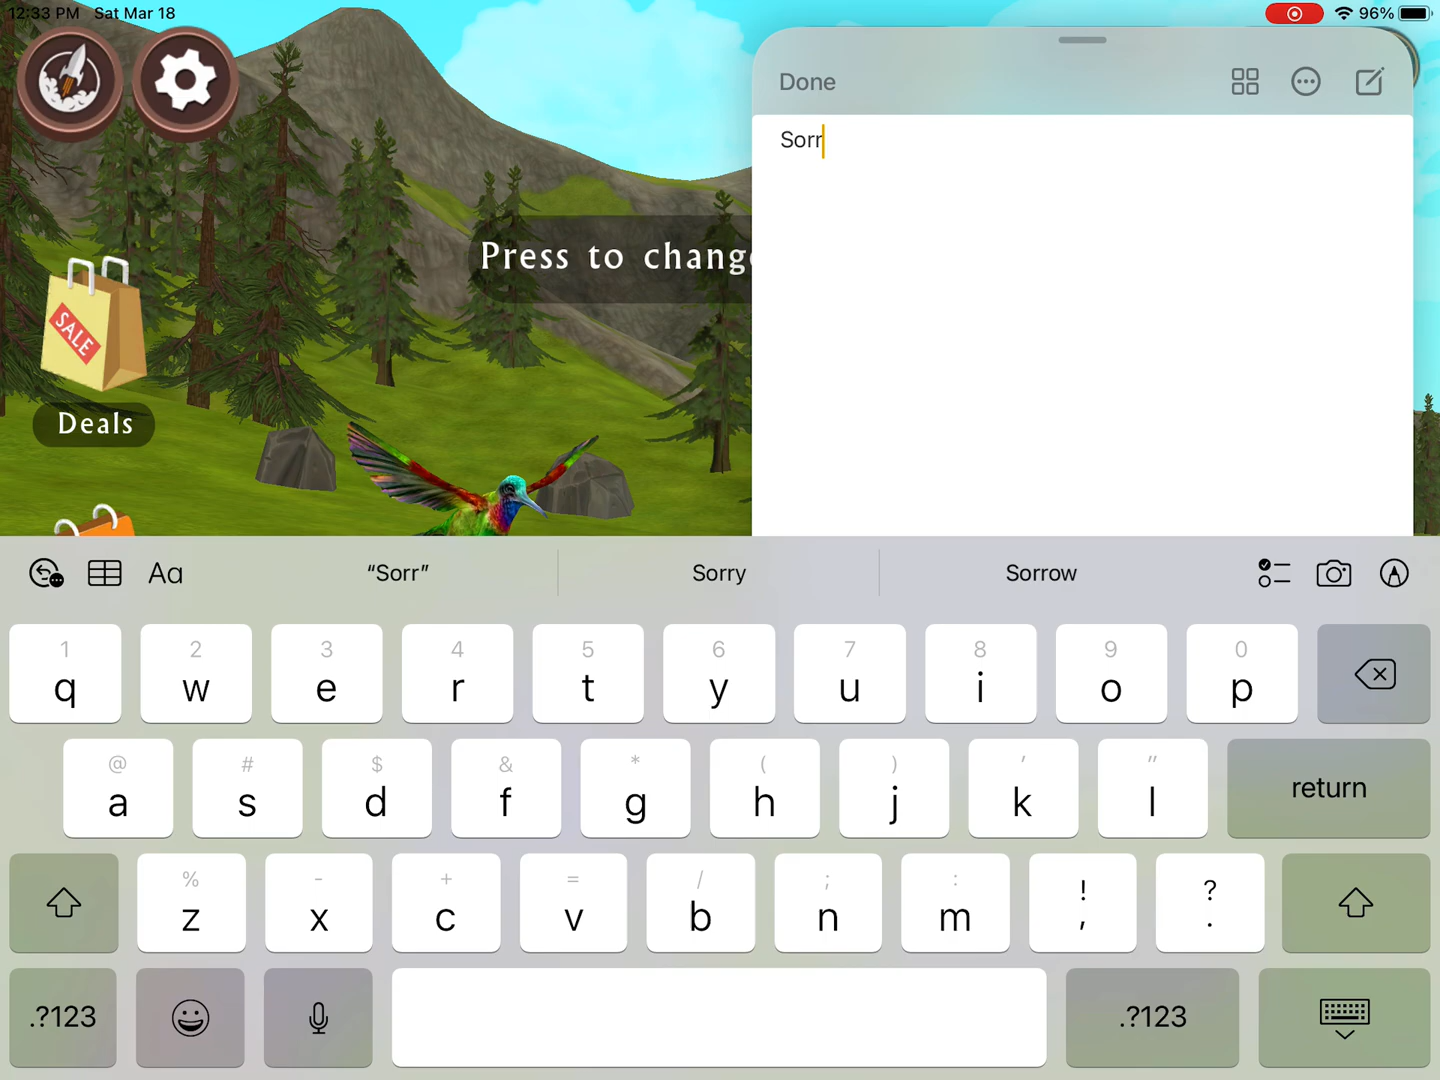 12:33 PM Sat Mar 18
96%
Done
Sorr
Press to change
SALE
Deals
Aa
“Sorr” Sorry Sorrow
1 2 3 4 5 6 7 8 9 0
q w e r t y u i o p
@ # $ & * ( ) ' "
a s d f g h j k l
return
% - + = / ; : ! ?
z x c v b n m , .
.?123
.?123